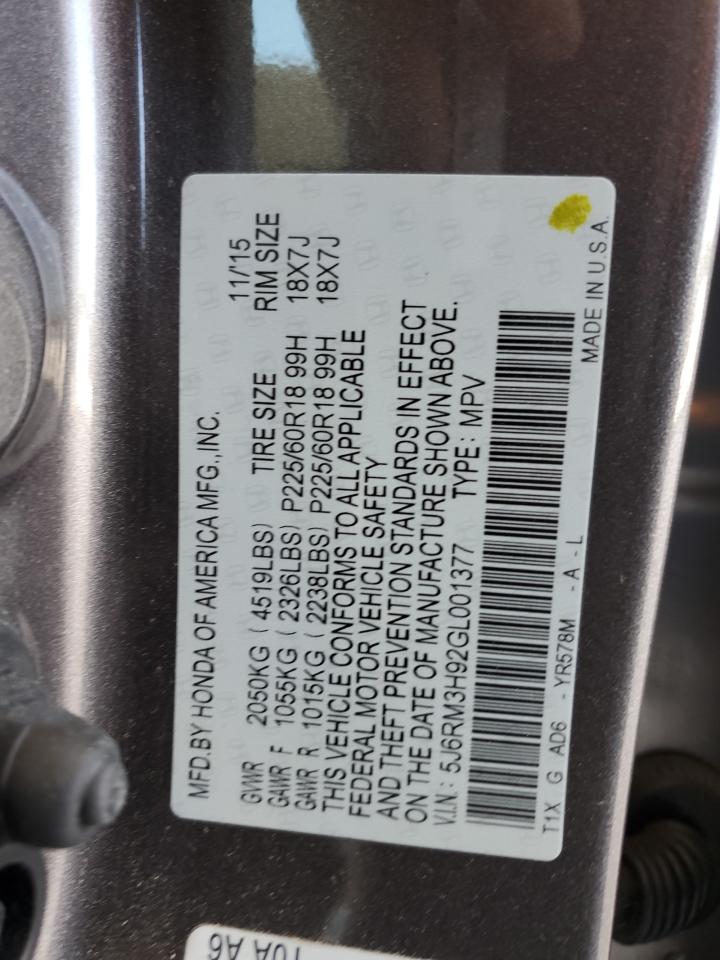 MFD.BY HONDA OF AMERICA MFG.,INC.
11/'15
GVWR 2050KG ( 4519LBS) TIRE SIZE RIM SIZE
GAWR F 1055KG ( 2326LBS) P225/60R18 99H 18X7J
GAWR R 1015KG ( 2238LBS) P225/60R18 99H 18X7J
THIS VEHICLE CONFORMS TO ALL APPLICABLE
FEDERAL MOTOR VEHICLE SAFETY
AND THEFT PREVENTION STANDARDS IN EFFECT
ON THE DATE OF MANUFACTURE SHOWN ABOVE.
V.I.N: 5J6RM3H92GL001377 TYPE: MPV
T1X G AD6 - YR578M - A - L MADE IN U.S.A.